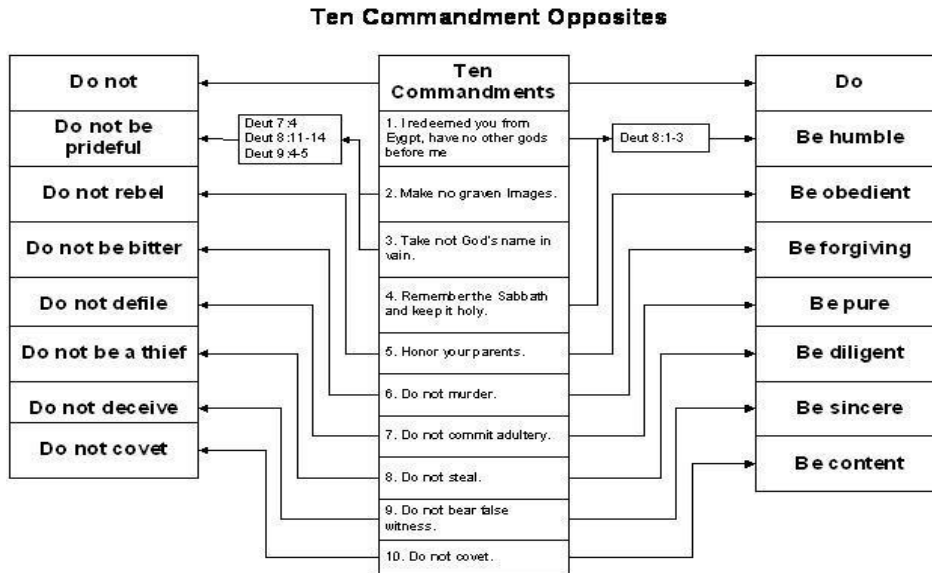 Ten Commandment Opposites
Do not
Do not be
prideful
Do not rebel
Do not be bitter
Do not defile
Do not be a thief
Do not deceive
Do not covet
Deut 7:4
Deut 8:11-14
Deut 9:4-5
Ten
Commandments
1. I redeemed you from
Eygpt, have no other gods
before me
2. Make no graven Images.
3. Take not God's name in
vain.
4. Remember the Sabbath
and keep it holy.
5. Honor your parents.
6. Do not murder.
7. Do not commit adultery.
8. Do not steal.
9. Do not bear false
witness.
10. Do not covet.
Deut 8:1-3
Do
Be humble
Be obedient
Be forgiving
Be pure
Be diligent
Be sincere
Be content